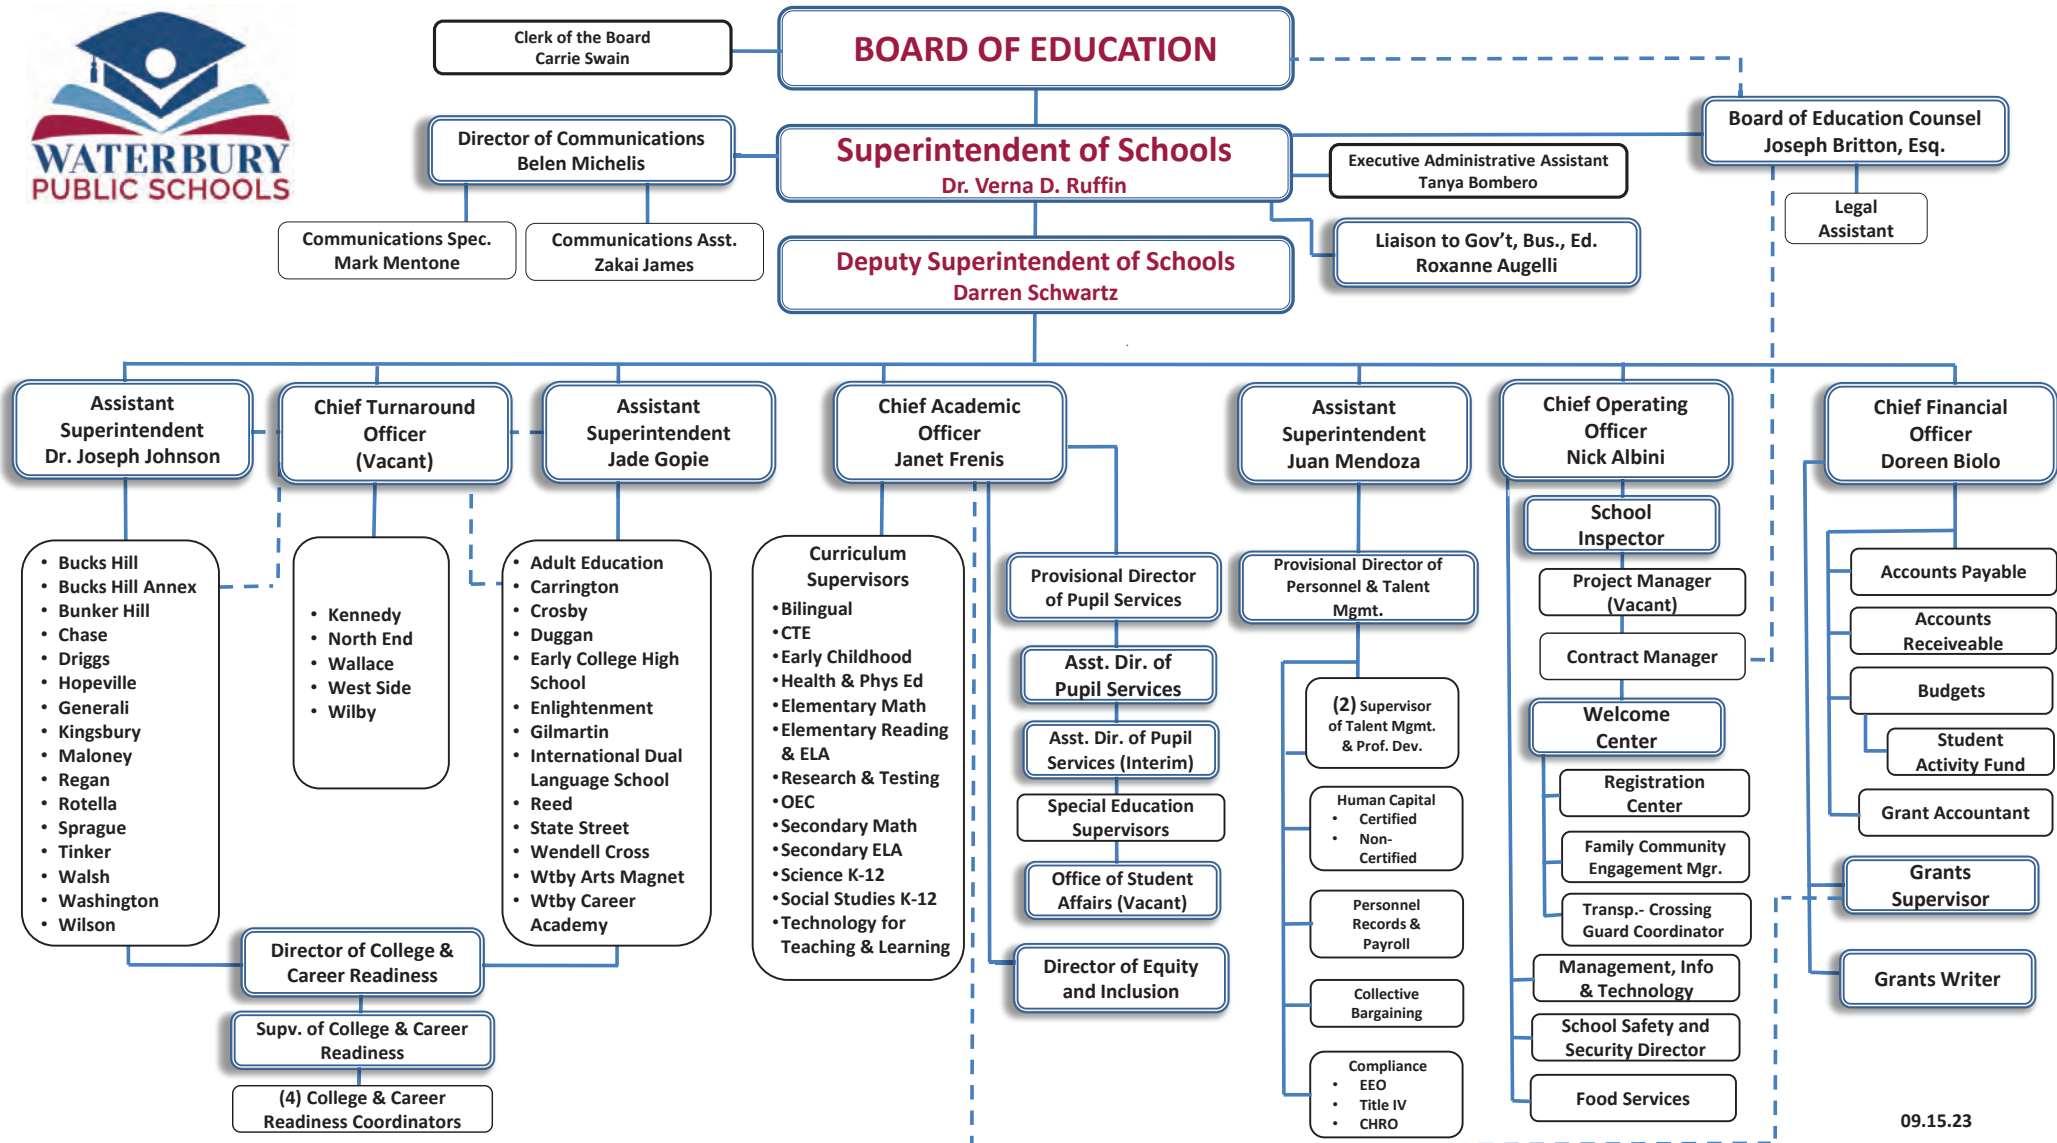 WATERBURY
PUBLIC SCHOOLS
Clerk of the Board
Carrie Swain
BOARD OF EDUCATION
Director of Communications
Belen Michelis
Superintendent of Schools
Dr. Verna D. Ruffin
Executive Administrative Assistant
Tanya Bombero
Board of Education Counsel
Joseph Britton, Esq.
Legal
Assistant
Communications Spec.
Mark Mentone
Communications Asst.
Zakai James
Deputy Superintendent of Schools
Darren Schwartz
Liaison to Gov’t, Bus., Ed.
Roxanne Augelli
Assistant
Superintendent
Dr. Joseph Johnson
Chief Turnaround
Officer
(Vacant)
Assistant
Superintendent
Jade Gopie
Chief Academic
Officer
Janet Frenis
Assistant
Superintendent
Juan Mendoza
Chief Operating
Officer
Nick Albini
Chief Financial
Officer
Doreen Biolo
• Bucks Hill
• Bucks Hill Annex
• Bunker Hill
• Chase
• Driggs
• Hopeville
• Generali
• Kingsbury
• Maloney
• Regan
• Rotella
• Sprague
• Tinker
• Walsh
• Washington
• Wilson
• Kennedy
• North End
• Wallace
• West Side
• Wilby
• Adult Education
• Carrington
• Crosby
• Duggan
• Early College High
School
• Enlightenment
• Gilmartin
• International Dual
Language School
• Reed
• State Street
• Wendell Cross
• Wtby Arts Magnet
• Wtby Career
Academy
Director of College &
Career Readiness
Supv. of College & Career
Readiness
(4) College & Career
Readiness Coordinators
Curriculum
Supervisors
•Bilingual
•CTE
•Early Childhood
•Health & Phys Ed
•Elementary Math
•Elementary Reading
& ELA
•Research & Testing
•OEC
•Secondary Math
•Secondary ELA
•Science K-12
•Social Studies K-12
•Technology for
Teaching & Learning
Provisional Director
of Pupil Services
Asst. Dir. of
Pupil Services
Asst. Dir. of Pupil
Services (Interim)
Special Education
Supervisors
Office of Student
Affairs (Vacant)
Director of Equity
and Inclusion
Provisional Director of
Personnel & Talent
Mgmt.
(2) Supervisor
of Talent Mgmt.
& Prof. Dev.
Human Capital
• Certified
• Non-
Certified
Personnel
Records &
Payroll
Collective
Bargaining
Compliance
• EEO
• Title IV
• CHRO
School
Inspector
Project Manager
(Vacant)
Contract Manager
Welcome
Center
Registration
Center
Family Community
Engagement Mgr.
Transp.- Crossing
Guard Coordinator
Management, Info
& Technology
School Safety and
Security Director
Food Services
Accounts Payable
Accounts
Receiveable
Budgets
Student
Activity Fund
Grant Accountant
Grants
Supervisor
Grants Writer
09.15.23